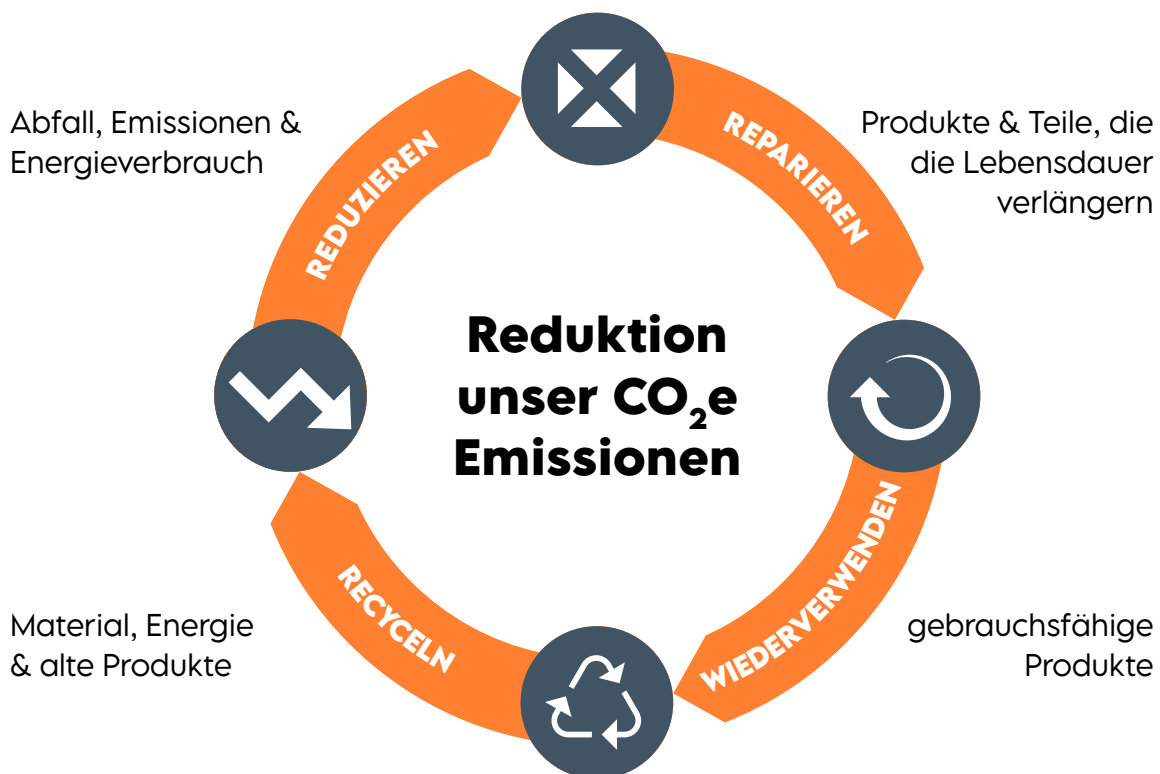 Abfall, Emissionen &
Energieverbrauch
REDUZIEREN
REPARIEREN
Produkte & Teile, die
die Lebensdauer
verlängern
Reduktion
unser CO₂e
Emissionen
RECYCELN
WIEDERVERWENDEN
Material, Energie
& alte Produkte
gebrauchsfähige
Produkte